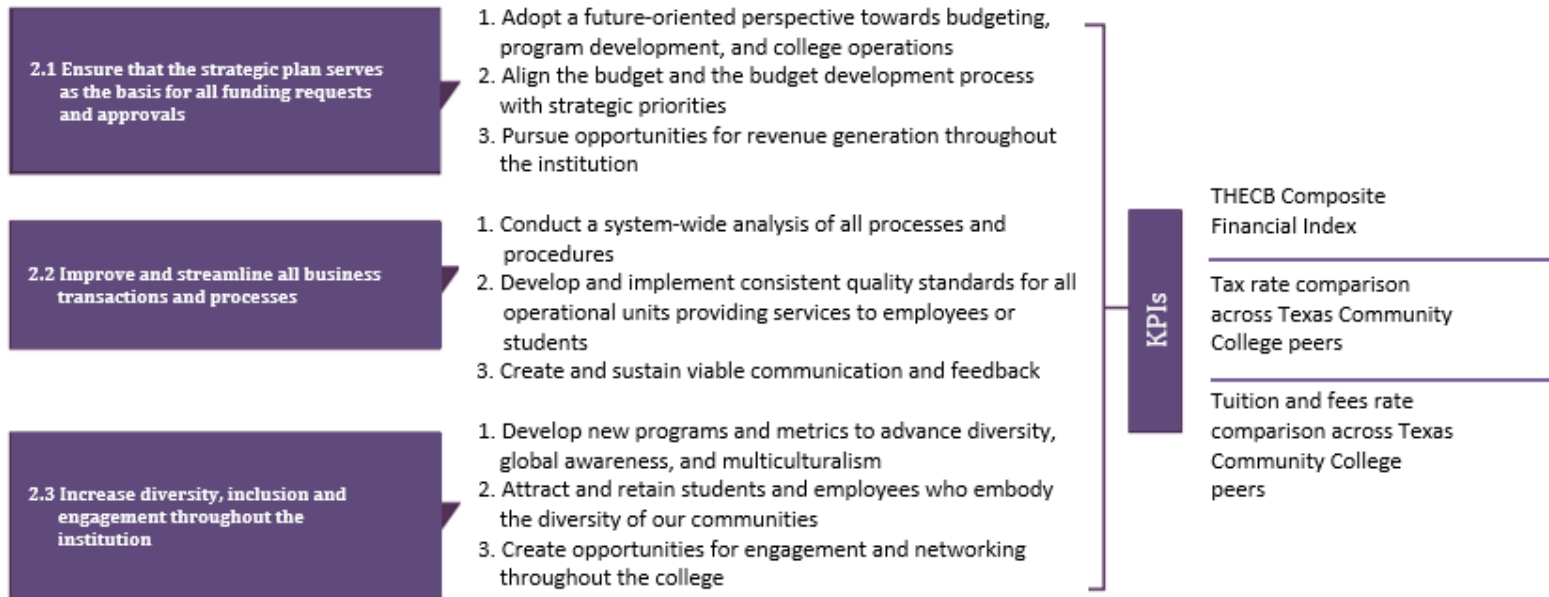 2.1 Ensure that the strategic plan serves
as the basis for all funding requests
and approvals
1. Adopt a future-oriented perspective towards budgeting,
program development, and college operations
2. Align the budget and the budget development process
with strategic priorities
3. Pursue opportunities for revenue generation throughout
the institution
2.2 Improve and streamline all business
transactions and processes
1. Conduct a system-wide analysis of all processes and
procedures
2. Develop and implement consistent quality standards for all
operational units providing services to employees or
students
3. Create and sustain viable communication and feedback
2.3 Increase diversity, inclusion and
engagement throughout the
institution
1. Develop new programs and metrics to advance diversity,
global awareness, and multiculturalism
2. Attract and retain students and employees who embody
the diversity of our communities
3. Create opportunities for engagement and networking
throughout the college
KPIs
THECB Composite
Financial Index
Tax rate comparison
across Texas Community
College peers
Tuition and fees rate
comparison across Texas
Community College
peers